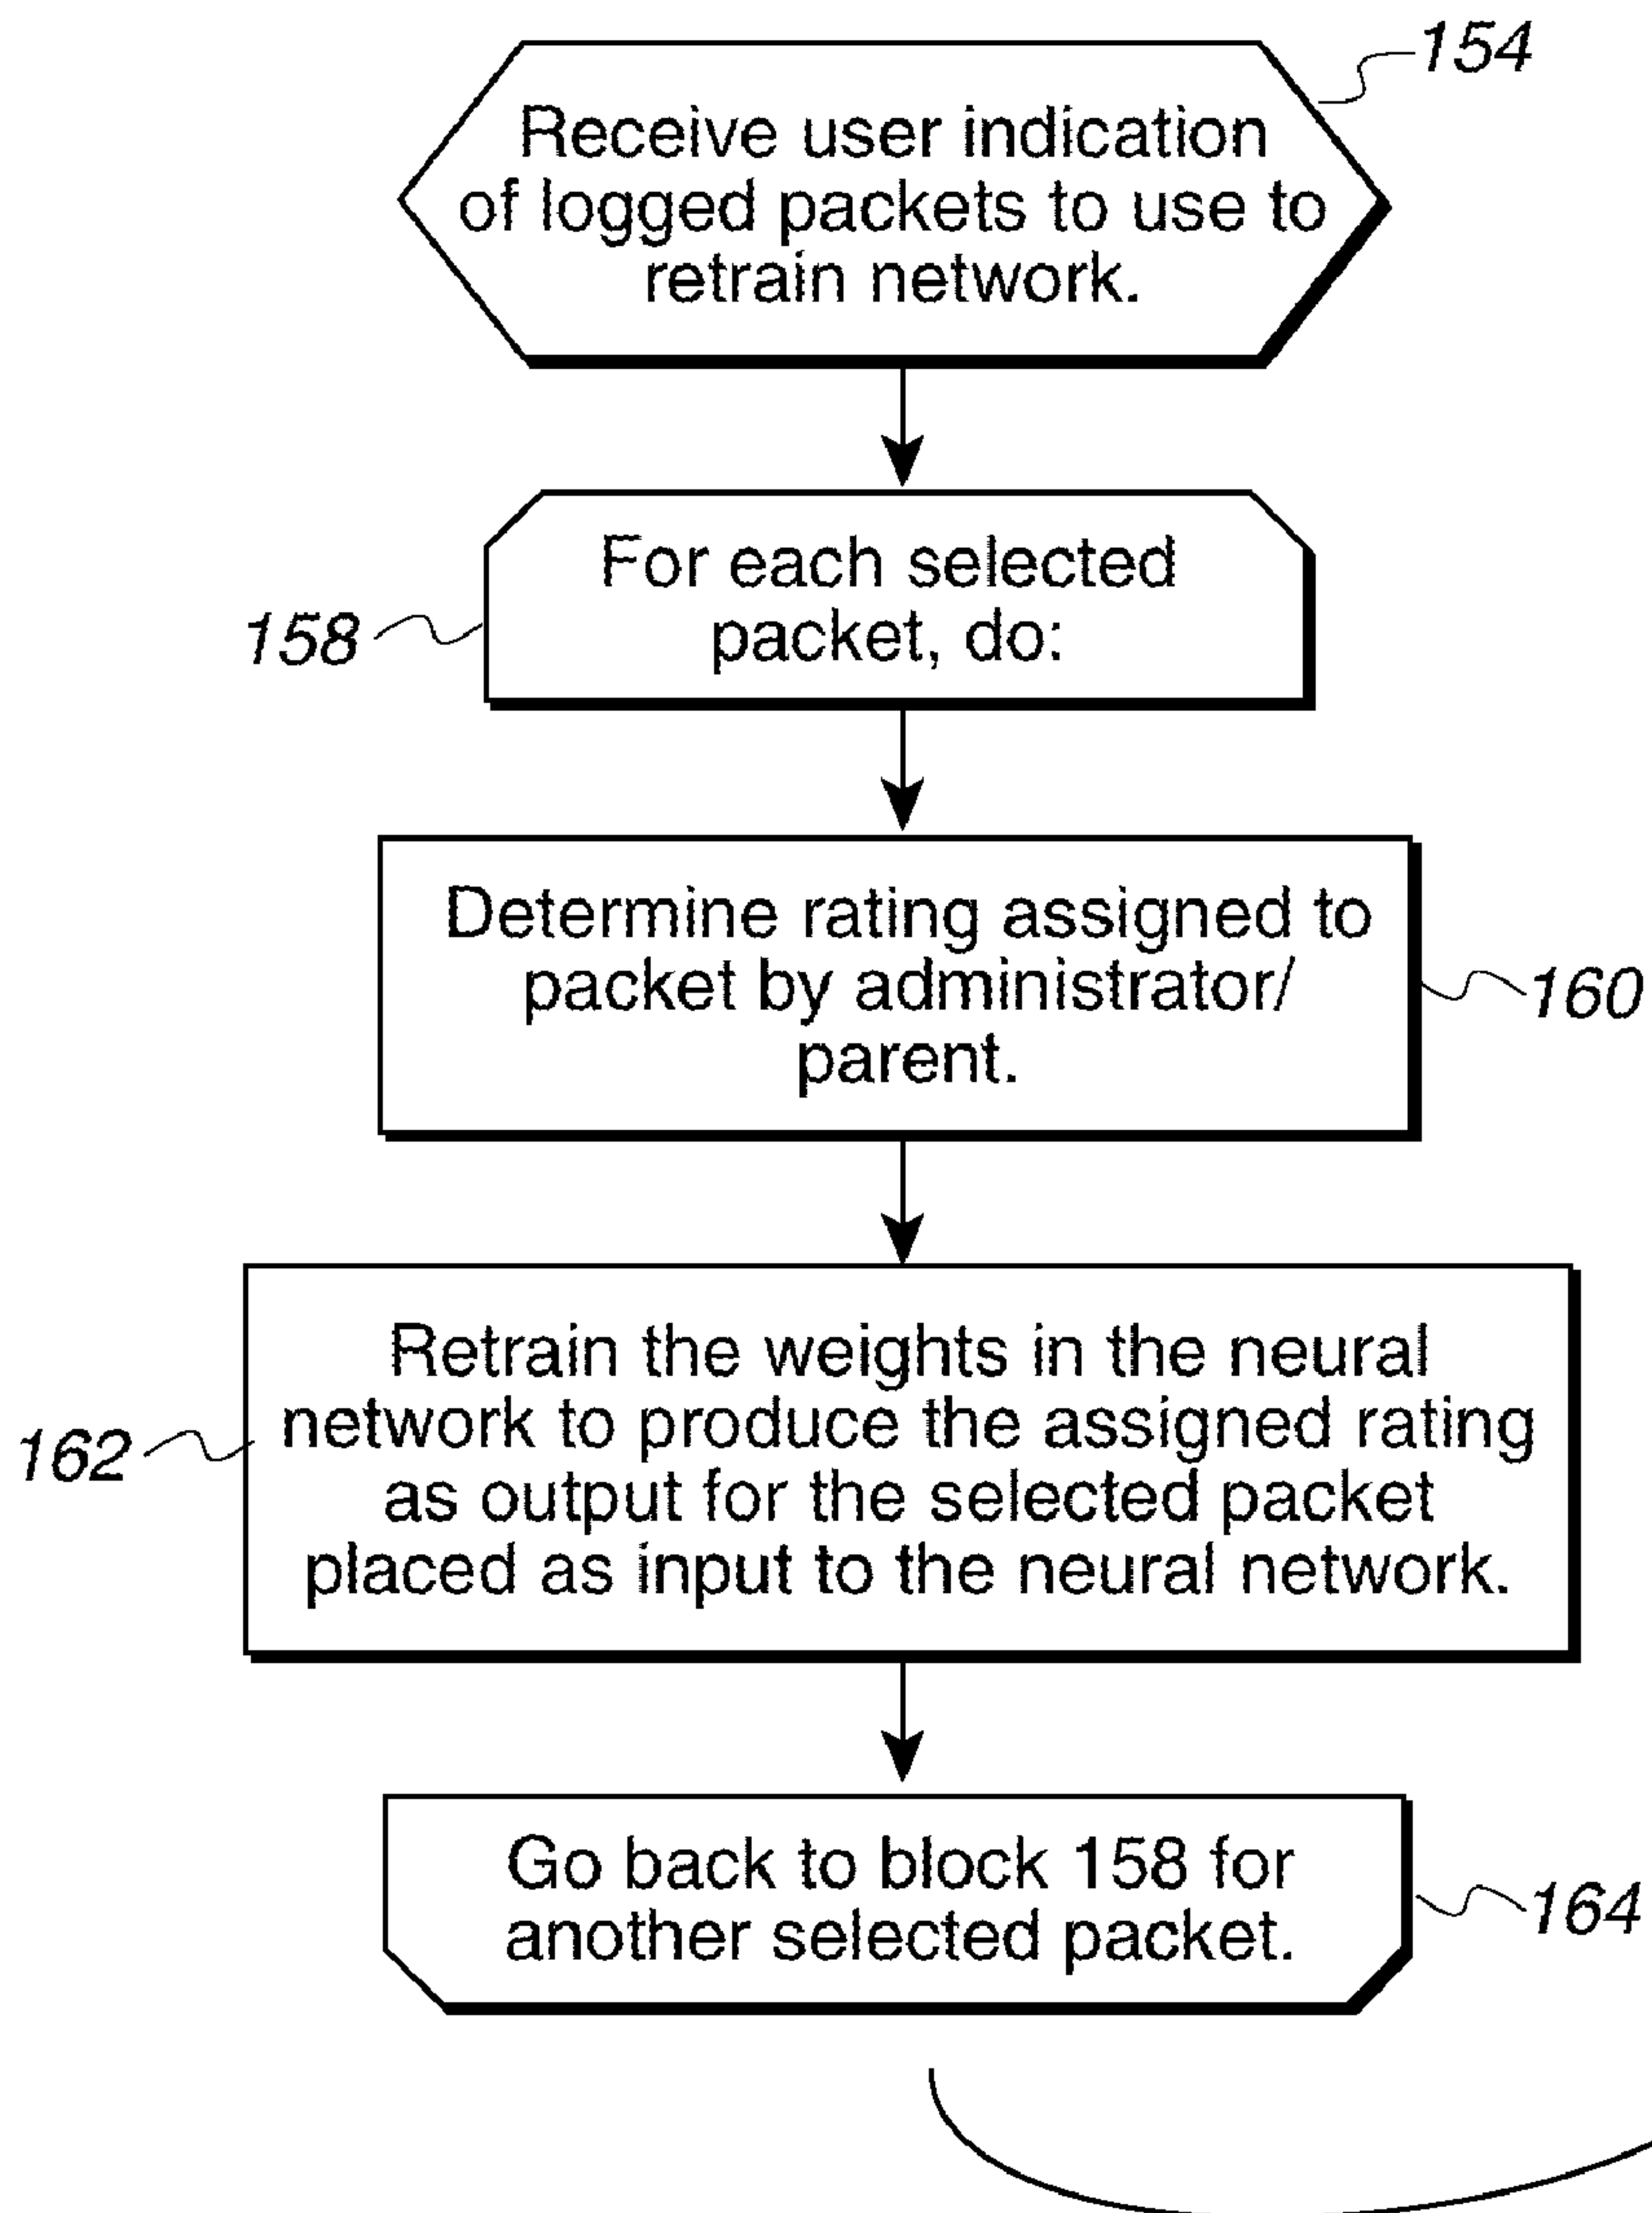 154
Receive user indication
of logged packets to use to
retrain network.
For each selected
packet, do:
158
Determine rating assigned to
packet by administrator/
parent.
160
Retrain the weights in the neural
network to produce the assigned rating
as output for the selected packet
placed as input to the neural network.
162
Go back to block 158 for
another selected packet.
164